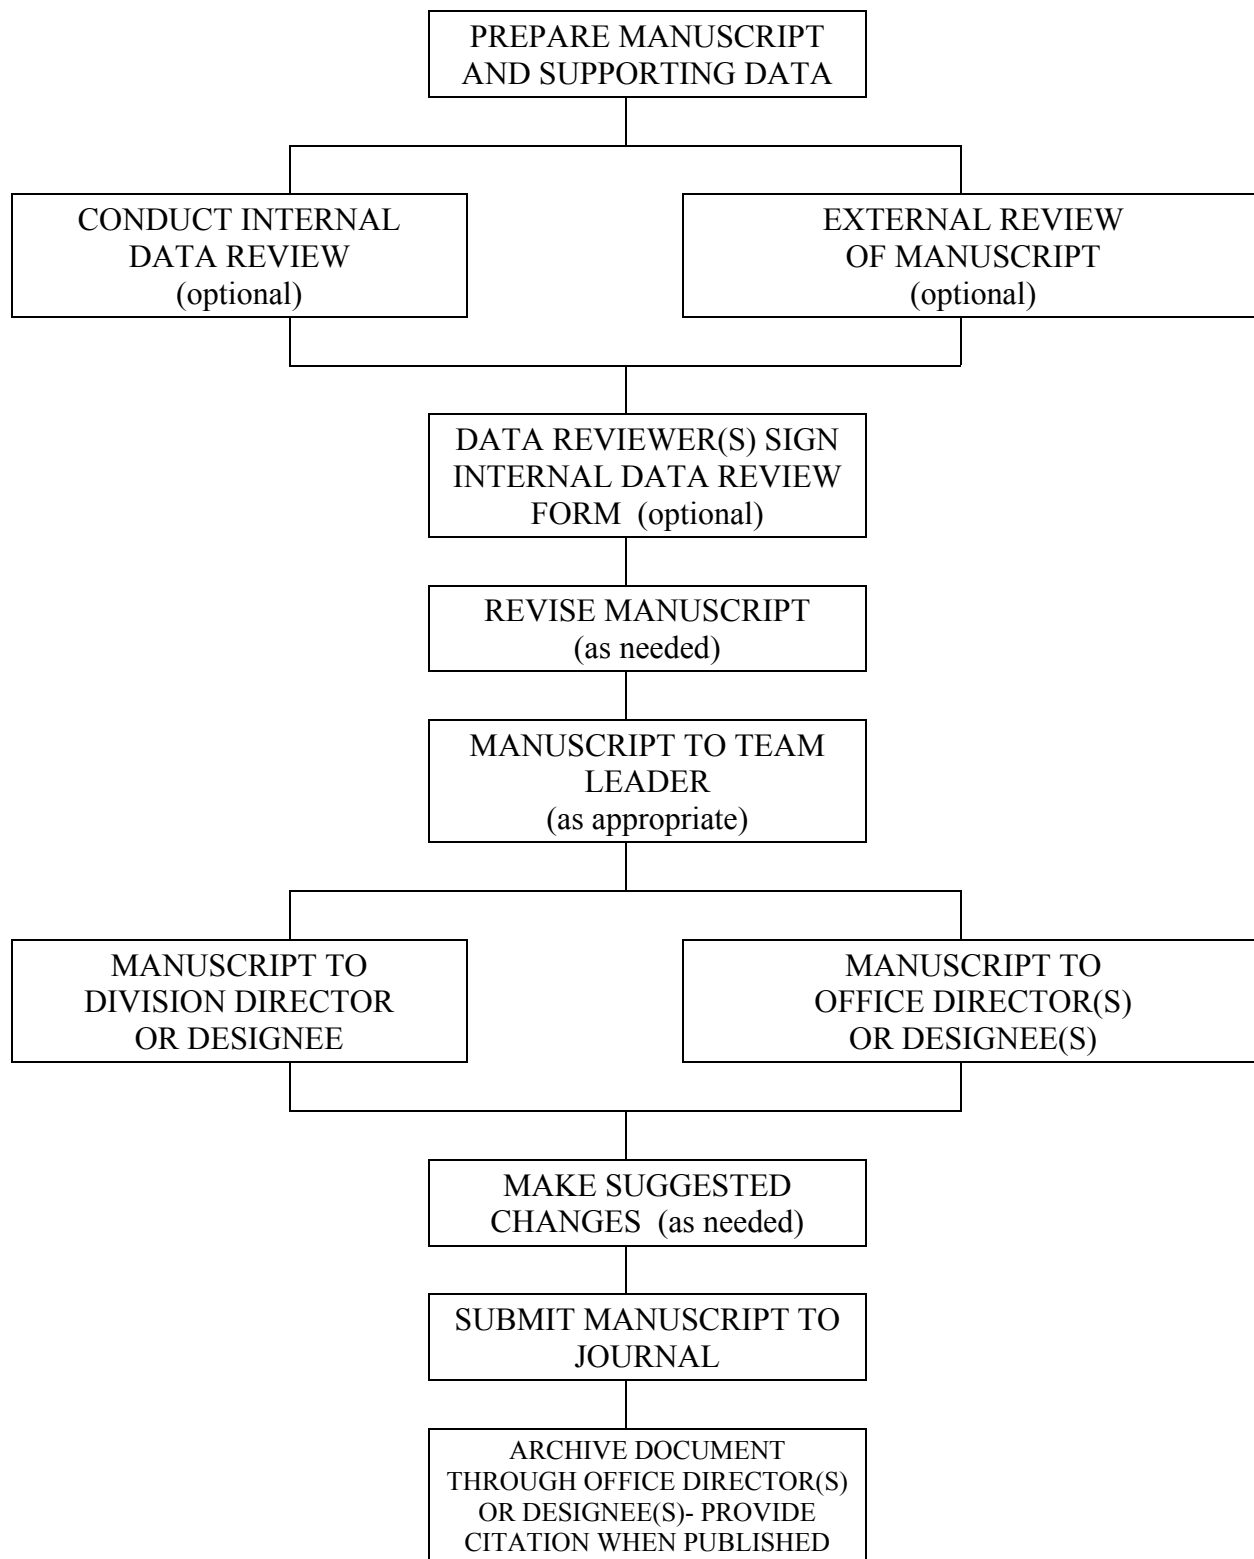 PREPARE MANUSCRIPT
AND SUPPORTING DATA
CONDUCT INTERNAL
DATA REVIEW
(optional)
EXTERNAL REVIEW
OF MANUSCRIPT
(optional)
DATA REVIEWER(S) SIGN
INTERNAL DATA REVIEW
FORM (optional)
REVISE MANUSCRIPT
(as needed)
MANUSCRIPT TO TEAM
LEADER
(as appropriate)
MANUSCRIPT TO
DIVISION DIRECTOR
OR DESIGNEE
MANUSCRIPT TO
OFFICE DIRECTOR(S)
OR DESIGNEE(S)
MAKE SUGGESTED
CHANGES (as needed)
SUBMIT MANUSCRIPT TO
JOURNAL
ARCHIVE DOCUMENT
THROUGH OFFICE DIRECTOR(S)
OR DESIGNEE(S)- PROVIDE
CITATION WHEN PUBLISHED